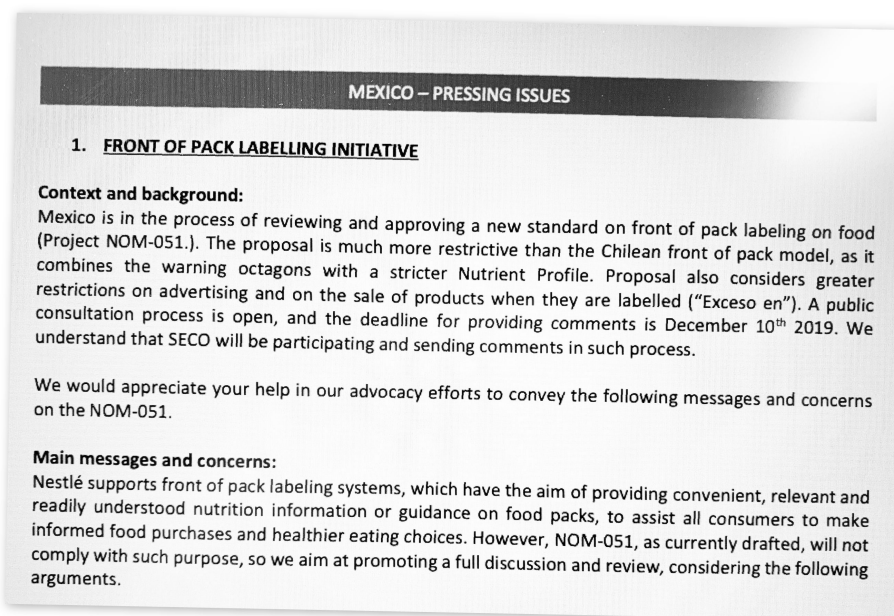 MEXICO – PRESSING ISSUES
1. FRONT OF PACK LABELLING INITIATIVE
Context and background:
Mexico is in the process of reviewing and approving a new standard on front of pack labeling on food
(Project NOM-051.). The proposal is much more restrictive than the Chilean front of pack model, as it
combines the warning octagons with a stricter Nutrient Profile. Proposal also considers greater
restrictions on advertising and on the sale of products when they are labelled (“Exceso en”). A public
consultation process is open, and the deadline for providing comments is December 10th 2019. We
understand that SECO will be participating and sending comments in such process.
We would appreciate your help in our advocacy efforts to convey the following messages and concerns
on the NOM-051.
Main messages and concerns:
Nestlé supports front of pack labeling systems, which have the aim of providing convenient, relevant and
readily understood nutrition information or guidance on food packs, to assist all consumers to make
informed food purchases and healthier eating choices. However, NOM-051, as currently drafted, will not
comply with such purpose, so we aim at promoting a full discussion and review, considering the following
arguments.